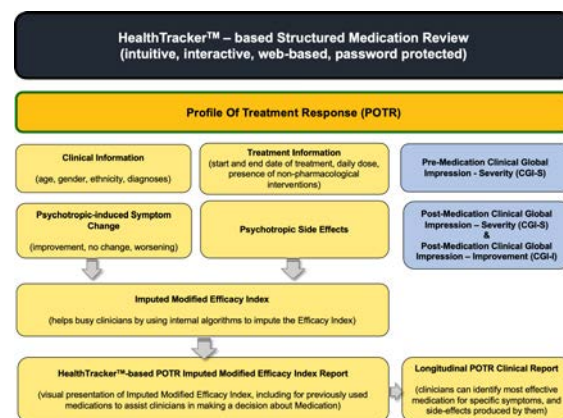 HealthTracker™ – based Structured Medication Review
(intuitive, interactive, web-based, password protected)
Profile Of Treatment Response (POTR)
Clinical Information
(age, gender, ethnicity, diagnoses)
Treatment Information
(start and end date of treatment, daily dose,
presence of non-pharmacological
interventions)
Pre-Medication Clinical Global
Impression - Severity (CGI-S)
Psychotropic-induced Symptom
Change
(improvement, no change, worsening)
Psychotropic Side Effects
Post-Medication Clinical Global
Impression – Severity (CGI-S)
&
Post-Medication Clinical Global
Impression – Improvement (CGI-I)
Imputed Modified Efficacy Index
(helps busy clinicians by using internal algorithms to impute the Efficacy Index)
HealthTracker™-based POTR Imputed Modified Efficacy Index Report
(visual presentation of Imputed Modified Efficacy Index, including for previously used
medications to assist clinicians in making a decision about Medication)
Longitudinal POTR Clinical Report
(clinicians can identify most effective
medication for specific symptoms, and
side-effects produced by them)